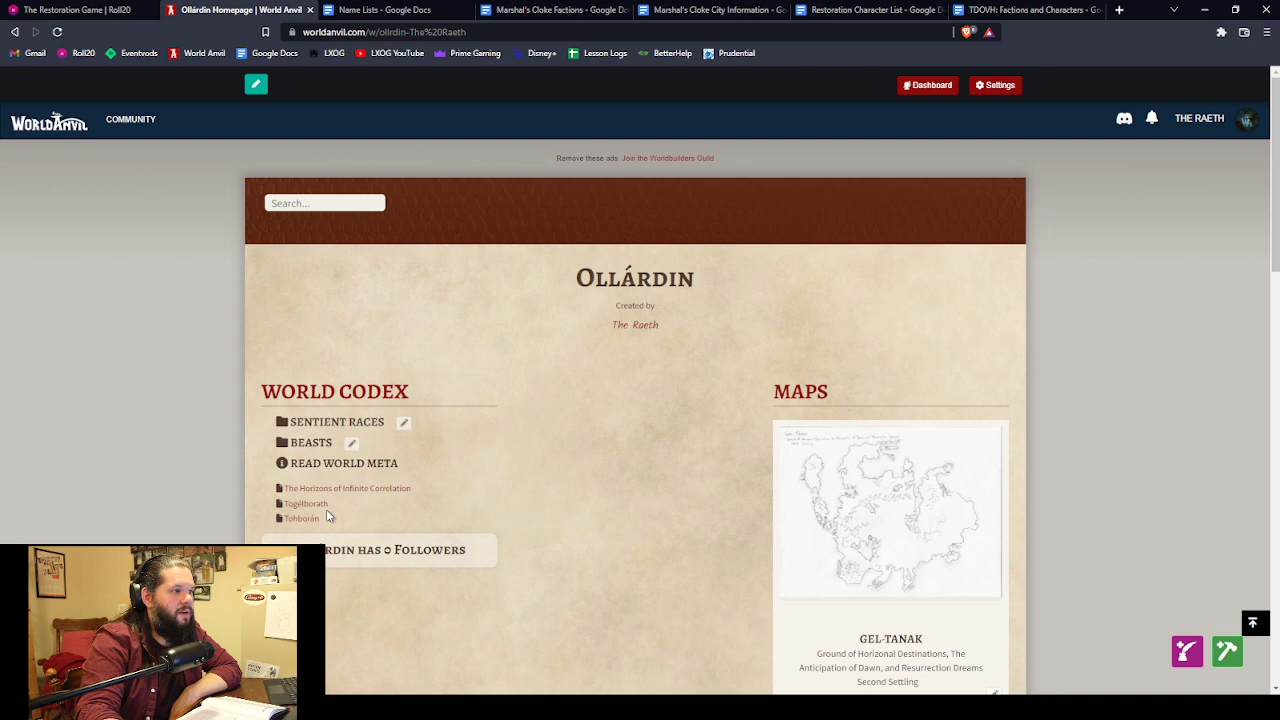 The Restoration Game | Roll20
Ollárdin Homepage | World Anvil
Name Lists - Google Docs
Marshal's Cloke Factions - Google Do
Marshal's Cloke City Information - Go
Restoration Character List - Google D
TDOVH: Factions and Characters - Go
worldanvil.com/w/ollrdin-The%20Raeth
Gmail
Roll20
Eventvods
World Anvil
Google Docs
LXOG
LXOG YouTube
Prime Gaming
Disney+
Lesson Logs
BetterHelp
Prudential
Dashboard
Settings
WORLDANVIL
COMMUNITY
THE RAETH
Remove these ads. Join the Worldbuilders Guild
Search...
OLLÁRDIN
Created by
The Raeth
WORLD CODEX
SENTIENT RACES
BEASTS
READ WORLD META
The Horizons of Infinite Correlation
Togélborath
Tohborán
RDIN HAS 0 FOLLOWERS
MAPS
GEL-TANAK
Ground of Horizonal Destinations, The
Anticipation of Dawn, and Resurrection Dreams
Second Settling